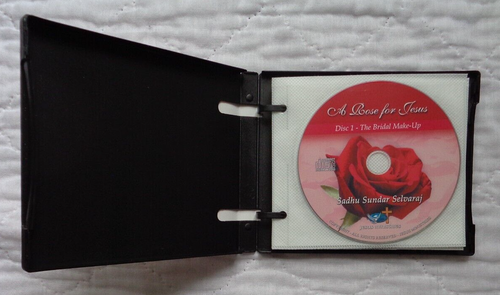 A Rose for Jesus
Disc 1 - The Bridal Make-Up
Sadhu Sundar Selvaraj